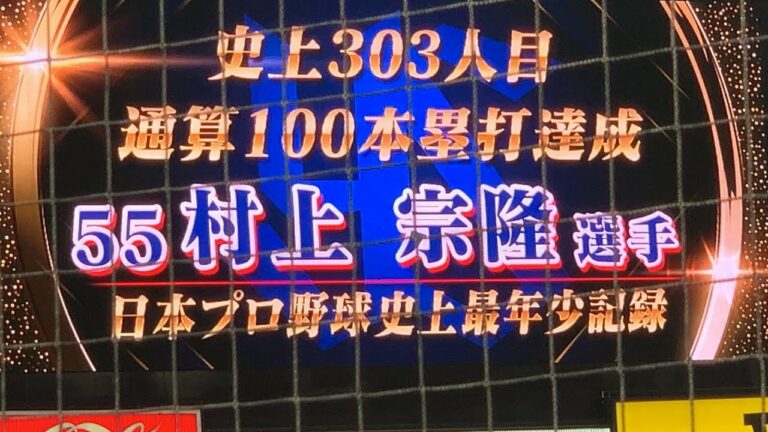 史上303人目
通算100本塁打達成
55 村上 宗隆 選手
日本プロ野球史上最年少記録